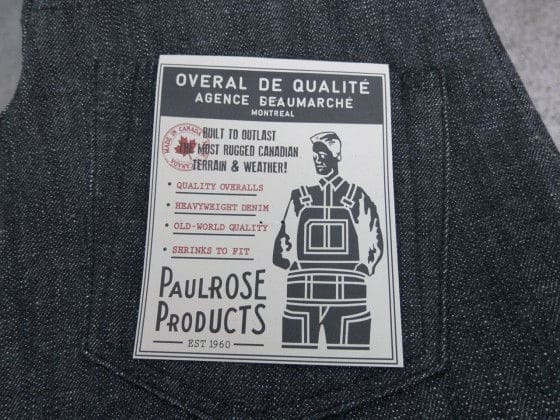 OVERAL DE QUALITÉ
AGENCE BEAUMARCHÉ
MONTREAL
MADE IN CANADA
BUILT TO OUTLAST
THE MOST RUGGED CANADIAN
TERRAIN & WEATHER!
• QUALITY OVERALLS
• HEAVYWEIGHT DENIM
• OLD-WORLD QUALITY
• SHRINKS TO FIT
PAULROSE
PRODUCTS
EST 1960